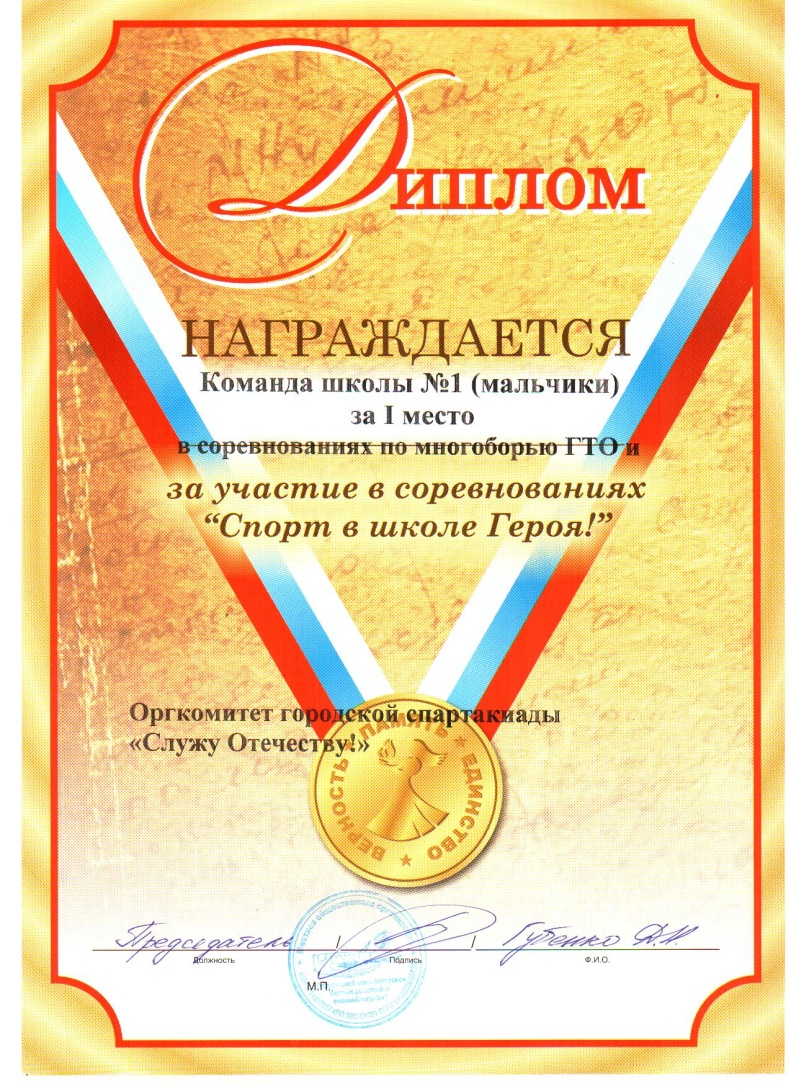 Диплом
НАГРАЖДАЕТСЯ
Команда школы №1 (мальчики)
за I место
в соревнованиях по многоборью ГТО и
за участие в соревнованиях
“Спорт в школе Героя!”
Оргкомитет городской спартакиады
«Служу Отечеству!»
ВЕРНОСТЬ ★ ПАМЯТЬ ★ ЕДИНСТВО ★
Председатель / / Губенко Д.И.
Должность Подпись Ф.И.О.
М.П.